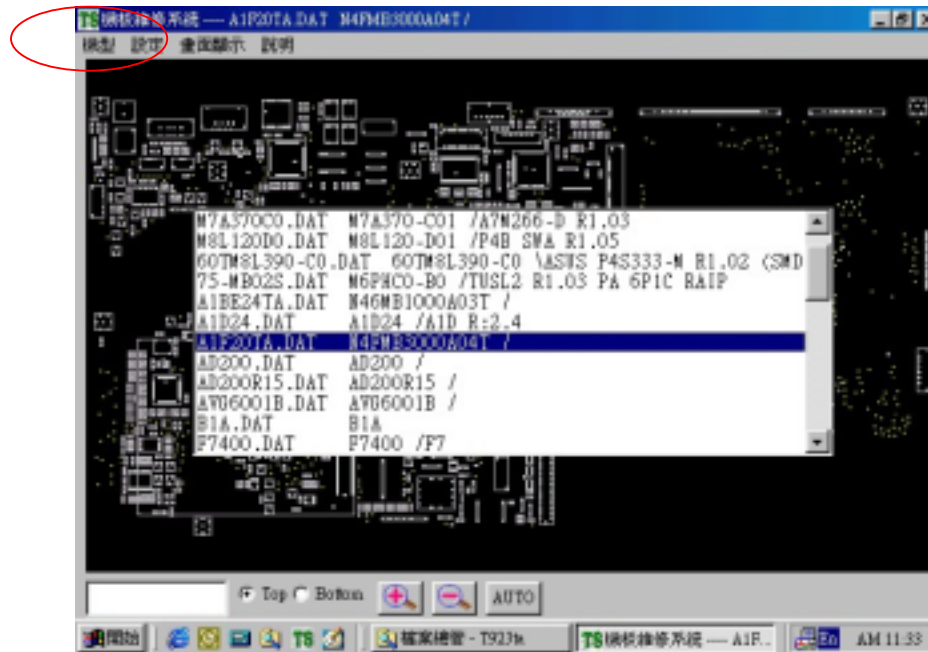 TS 機板維修系統 — A1F20TA.DAT N4FMB3000A04T /
機型 設定 畫面顯示 說明
M7A370C0.DAT M7A370-C01 /A7M266-D R1.03
M8L120D0.DAT M8L120-D01 /P4B SWA R1.05
60TM8L390-C0.DAT 60TM8L390-C0 \ASUS P4S333-M R1.02 (SMD
75-MB02S.DAT M6PHCO-B0 /TUSL2 R1.03 PA 6P1C RAIP
A1BE24TA.DAT N46MB1000A03T /
A1D24.DAT A1D24 /A1D R:2.4
A1F20TA.DAT N4FMB3000A04T /
AD200.DAT AD200 /
AD200R15.DAT AD200R15 /
AVG6001B.DAT AVG6001B /
B1A.DAT B1A
F7400.DAT F7400 /F7
Top Bottom AUTO
開始 TS 檔案總管 - T923ta TS 機板維修系統 — A1F... En AM 11:33